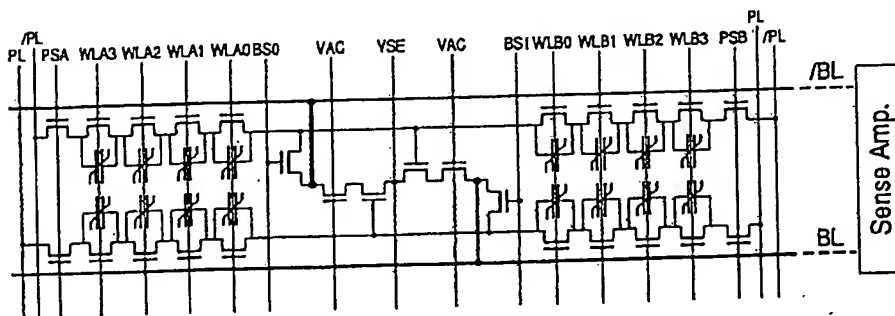 /PL
PL
PL PSA WLA3 WLA2 WLA1 WLA0 BS0 VAC VSE VAC BS1 WLB0 WLB1 WLB2 WLB3 PSB /PL
/BL
Sense Amp.
BL